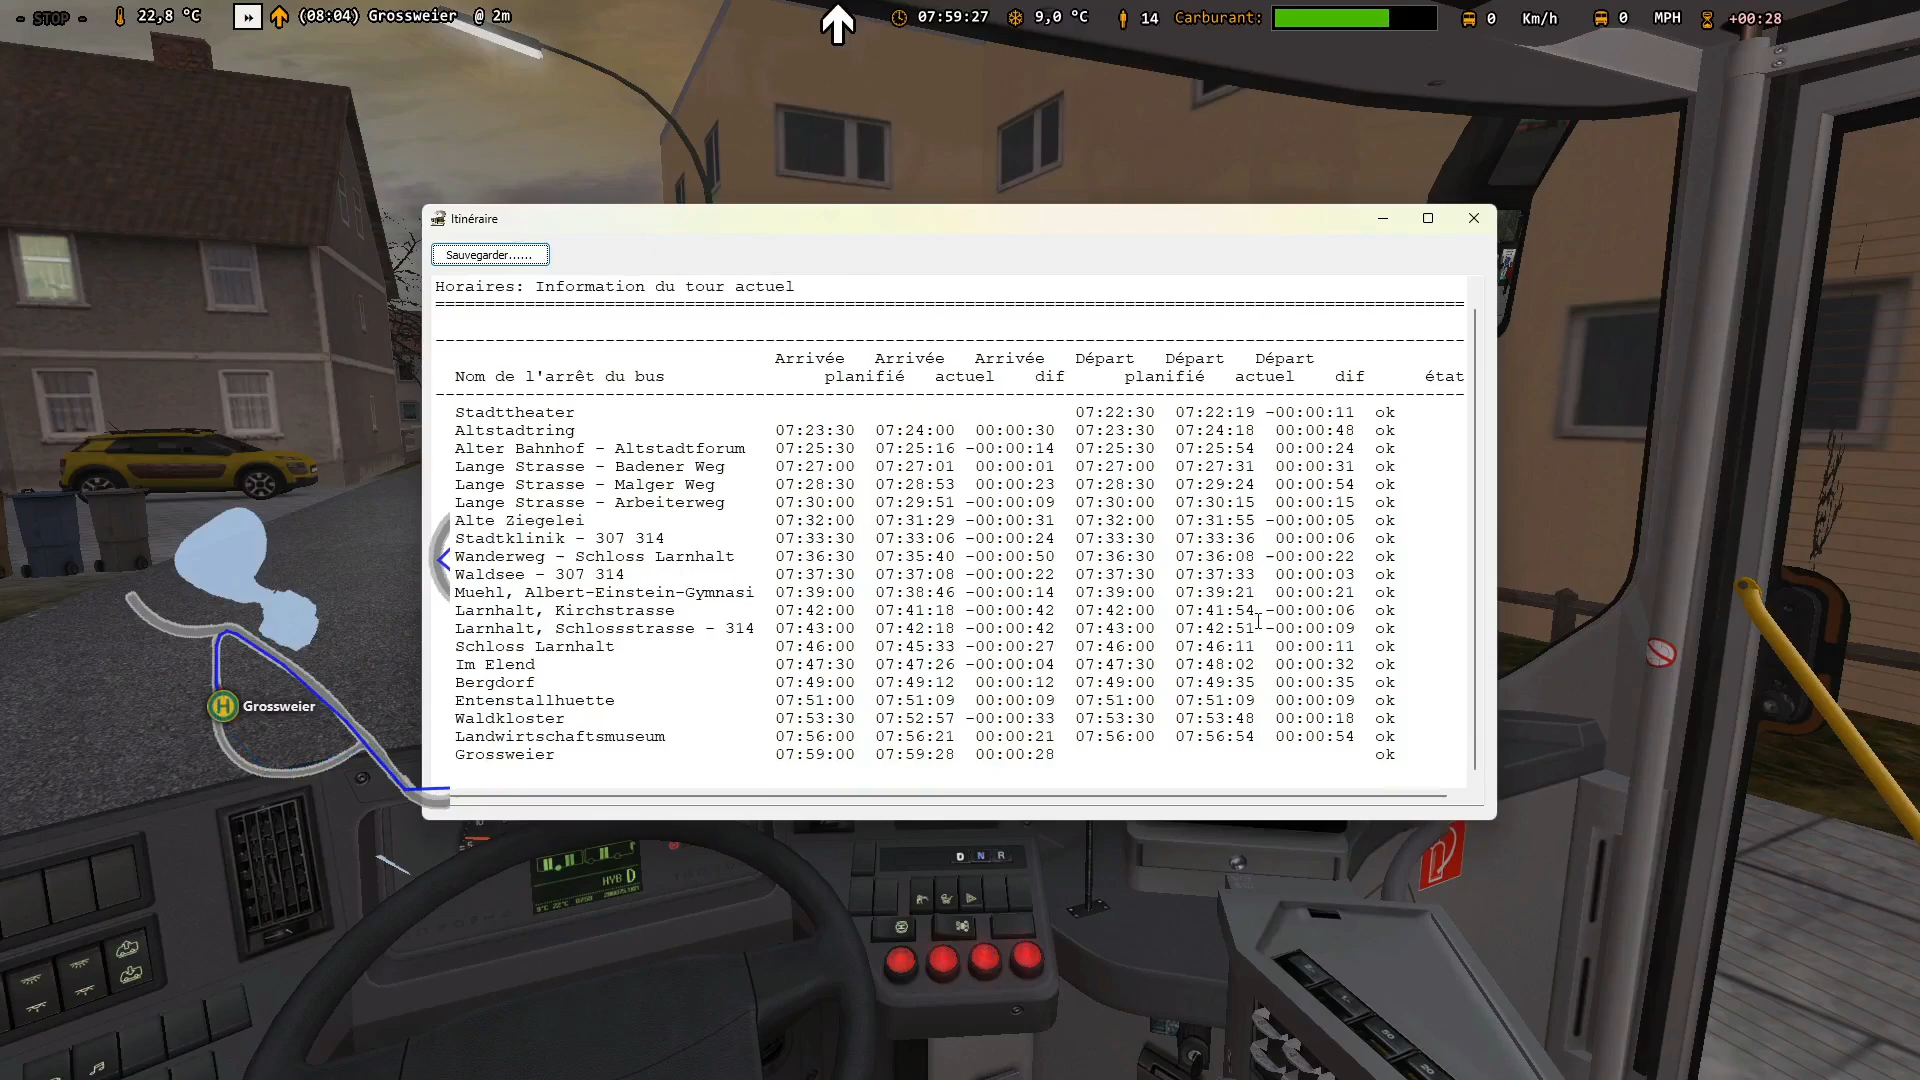 - STOP - 22,8 °C (08:04) Grossweier @ 2m 07:59:27 9,0 °C 14 Carburant: 0 Km/h 0 MPH +00:28
Itinéraire
Sauvegarder......
Horaires: Information du tour actuel
Arrivée Arrivée Arrivée Départ Départ Départ
Nom de l'arrêt du bus planifié actuel dif planifié actuel dif état
Stadttheater 07:22:30 07:22:19 -00:00:11 ok
Altstadtring 07:23:30 07:24:00 00:00:30 07:23:30 07:24:18 00:00:48 ok
Alter Bahnhof - Altstadtforum 07:25:30 07:25:16 -00:00:14 07:25:30 07:25:54 00:00:24 ok
Lange Strasse - Badener Weg 07:27:00 07:27:01 00:00:01 07:27:00 07:27:31 00:00:31 ok
Lange Strasse - Malger Weg 07:28:30 07:28:53 00:00:23 07:28:30 07:29:24 00:00:54 ok
Lange Strasse - Arbeiterweg 07:30:00 07:29:51 -00:00:09 07:30:00 07:30:15 00:00:15 ok
Alte Ziegelei 07:32:00 07:31:29 -00:00:31 07:32:00 07:31:55 -00:00:05 ok
Stadtklinik - 307 314 07:33:30 07:33:06 -00:00:24 07:33:30 07:33:36 00:00:06 ok
Wanderweg - Schloss Larnhalt 07:36:30 07:35:40 -00:00:50 07:36:30 07:36:08 -00:00:22 ok
Waldsee - 307 314 07:37:30 07:37:08 -00:00:22 07:37:30 07:37:33 00:00:03 ok
Muehl, Albert-Einstein-Gymnasi 07:39:00 07:38:46 -00:00:14 07:39:00 07:39:21 00:00:21 ok
Larnhalt, Kirchstrasse 07:42:00 07:41:18 -00:00:42 07:42:00 07:41:54 -00:00:06 ok
Larnhalt, Schlossstrasse - 314 07:43:00 07:42:18 -00:00:42 07:43:00 07:42:51 -00:00:09 ok
Schloss Larnhalt 07:46:00 07:45:33 -00:00:27 07:46:00 07:46:11 00:00:11 ok
Im Elend 07:47:30 07:47:26 -00:00:04 07:47:30 07:48:02 00:00:32 ok
Bergdorf 07:49:00 07:49:12 00:00:12 07:49:00 07:49:35 00:00:35 ok
Entenstallhuette 07:51:00 07:51:09 00:00:09 07:51:00 07:51:09 00:00:09 ok
Waldkloster 07:53:30 07:52:57 -00:00:33 07:53:30 07:53:48 00:00:18 ok
Landwirtschaftsmuseum 07:56:00 07:56:21 00:00:21 07:56:00 07:56:54 00:00:54 ok
Grossweier 07:59:00 07:59:28 00:00:28 ok
H Grossweier
D N R
HYB D